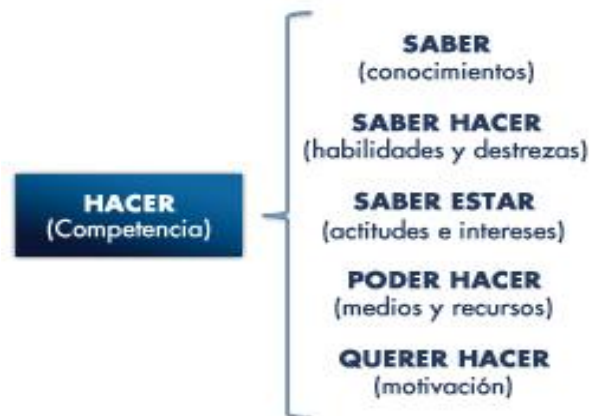 HACER
(Competencia)
SABER
(conocimientos)
SABER HACER
(habilidades y destrezas)
SABER ESTAR
(actitudes e intereses)
PODER HACER
(medios y recursos)
QUERER HACER
(motivación)